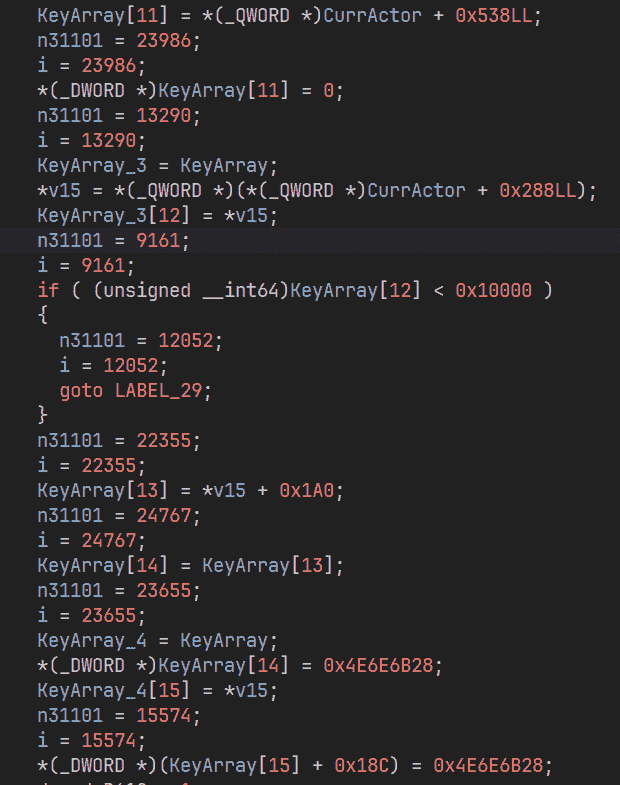 KeyArray[11] = *(_QWORD *)CurrActor + 0x538LL;
n31101 = 23986;
i = 23986;
*(_DWORD *)KeyArray[11] = 0;
n31101 = 13290;
i = 13290;
KeyArray_3 = KeyArray;
*v15 = *(_QWORD *)(*(_QWORD *)CurrActor + 0x288LL);
KeyArray_3[12] = *v15;
n31101 = 9161;
i = 9161;
if ( (unsigned __int64)KeyArray[12] < 0x10000 )
{
n31101 = 12052;
i = 12052;
goto LABEL_29;
}
n31101 = 22355;
i = 22355;
KeyArray[13] = *v15 + 0x1A0;
n31101 = 24767;
i = 24767;
KeyArray[14] = KeyArray[13];
n31101 = 23655;
i = 23655;
KeyArray_4 = KeyArray;
*(_DWORD *)KeyArray[14] = 0x4E6E6B28;
KeyArray_4[15] = *v15;
n31101 = 15574;
i = 15574;
*(_DWORD *)(KeyArray[15] + 0x18C) = 0x4E6E6B28;